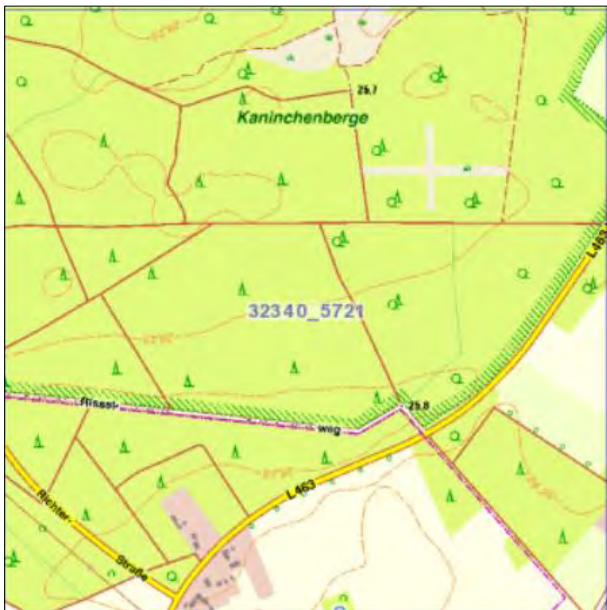 25,7
Kaninchenberge
L463
32340_5721
Rissel-
weg
25,8
L463
Richter-
Straße